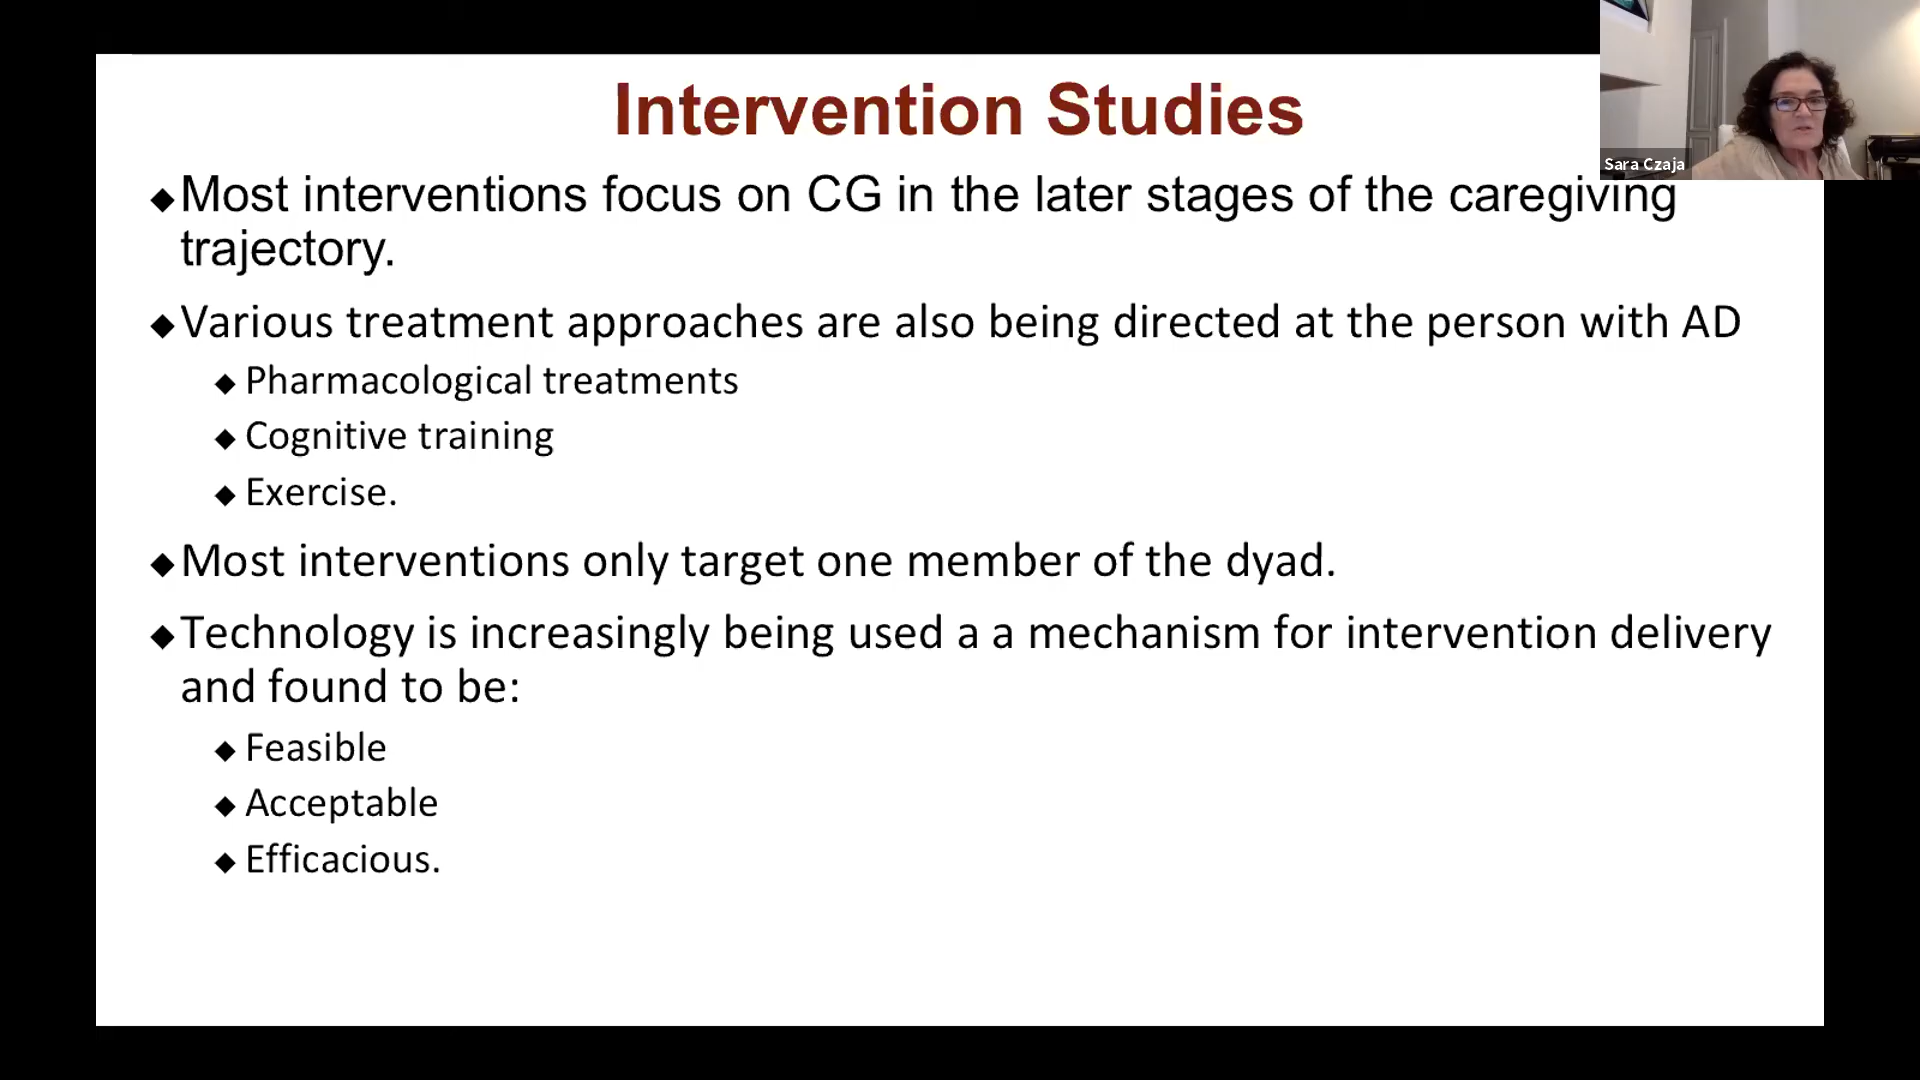 Intervention Studies
Sara Czaja
◆Most interventions focus on CG in the later stages of the caregiving
trajectory.
◆Various treatment approaches are also being directed at the person with AD
◆ Pharmacological treatments
◆ Cognitive training
◆ Exercise.
◆Most interventions only target one member of the dyad.
◆Technology is increasingly being used a a mechanism for intervention delivery
and found to be:
◆ Feasible
◆ Acceptable
◆ Efficacious.